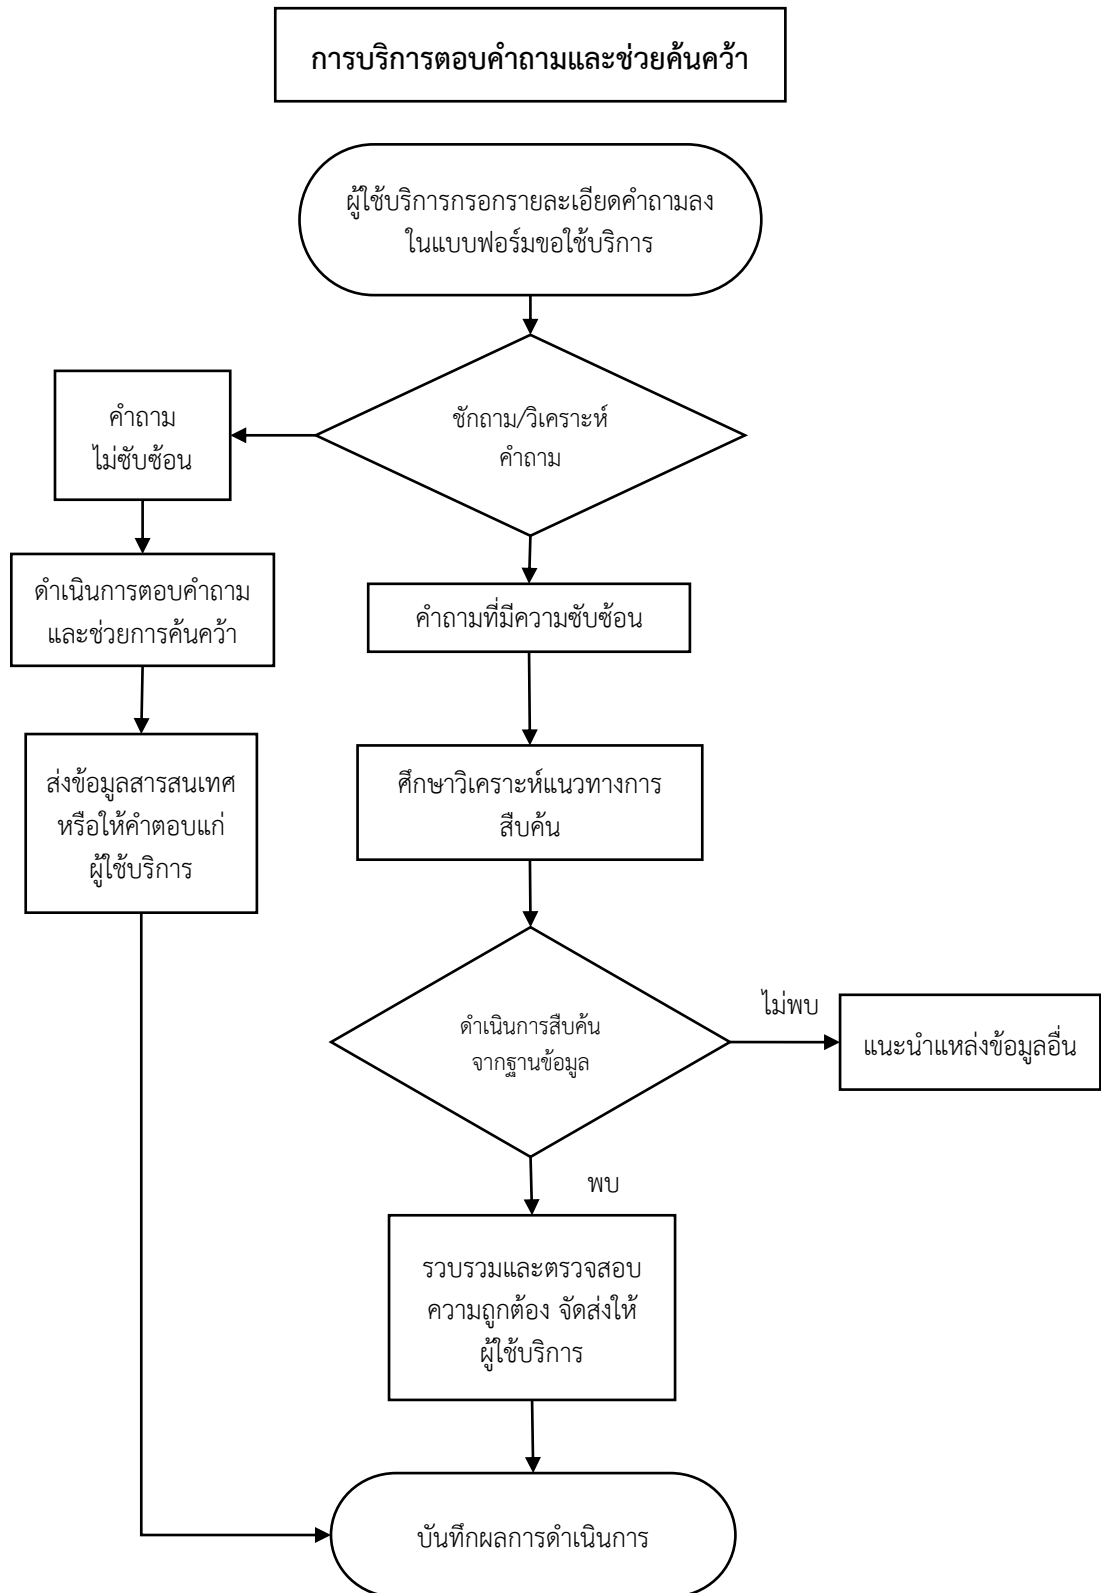 การบริการตอบคำถามและช่วยค้นคว้า
ผู้ใช้บริการกรอกรายละเอียดคำถามลง
ในแบบฟอร์มขอใช้บริการ
ซักถาม/วิเคราะห์
คำถาม
คำถาม
ไม่ซับซ้อน
ดำเนินการตอบคำถาม
และช่วยการค้นคว้า
คำถามที่มีความซับซ้อน
ส่งข้อมูลสารสนเทศ
หรือให้คำตอบแก่
ผู้ใช้บริการ
ศึกษาวิเคราะห์แนวทางการ
สืบค้น
ดำเนินการสืบค้น
จากฐานข้อมูล
ไม่พบ
แนะนำแหล่งข้อมูลอื่น
พบ
รวบรวมและตรวจสอบ
ความถูกต้อง จัดส่งให้
ผู้ใช้บริการ
บันทึกผลการดำเนินการ